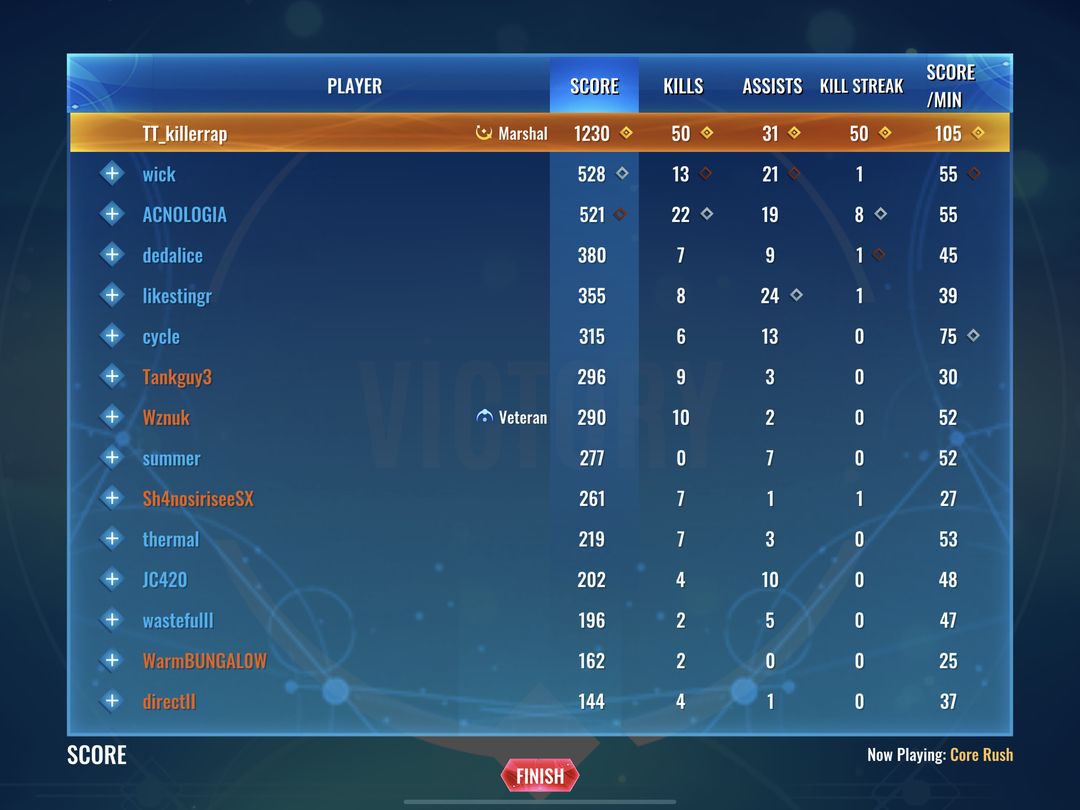 PLAYER SCORE KILLS ASSISTS KILL STREAK SCORE /MIN
TT_killerrap Marshal 1230 50 31 50 105
wick 528 13 21 1 55
ACNOLOGIA 521 22 19 8 55
dedalice 380 7 9 1 45
likestingr 355 8 24 1 39
cycle 315 6 13 0 75
Tankguy3 296 9 3 0 30
Wznuk Veteran 290 10 2 0 52
summer 277 0 7 0 52
Sh4nosiriseeSX 261 7 1 1 27
thermal 219 7 3 0 53
JC420 202 4 10 0 48
wastefulll 196 2 5 0 47
WarmBUNGAL0W 162 2 0 0 25
directll 144 4 1 0 37
VICTORY
SCORE
Now Playing: Core Rush
FINISH